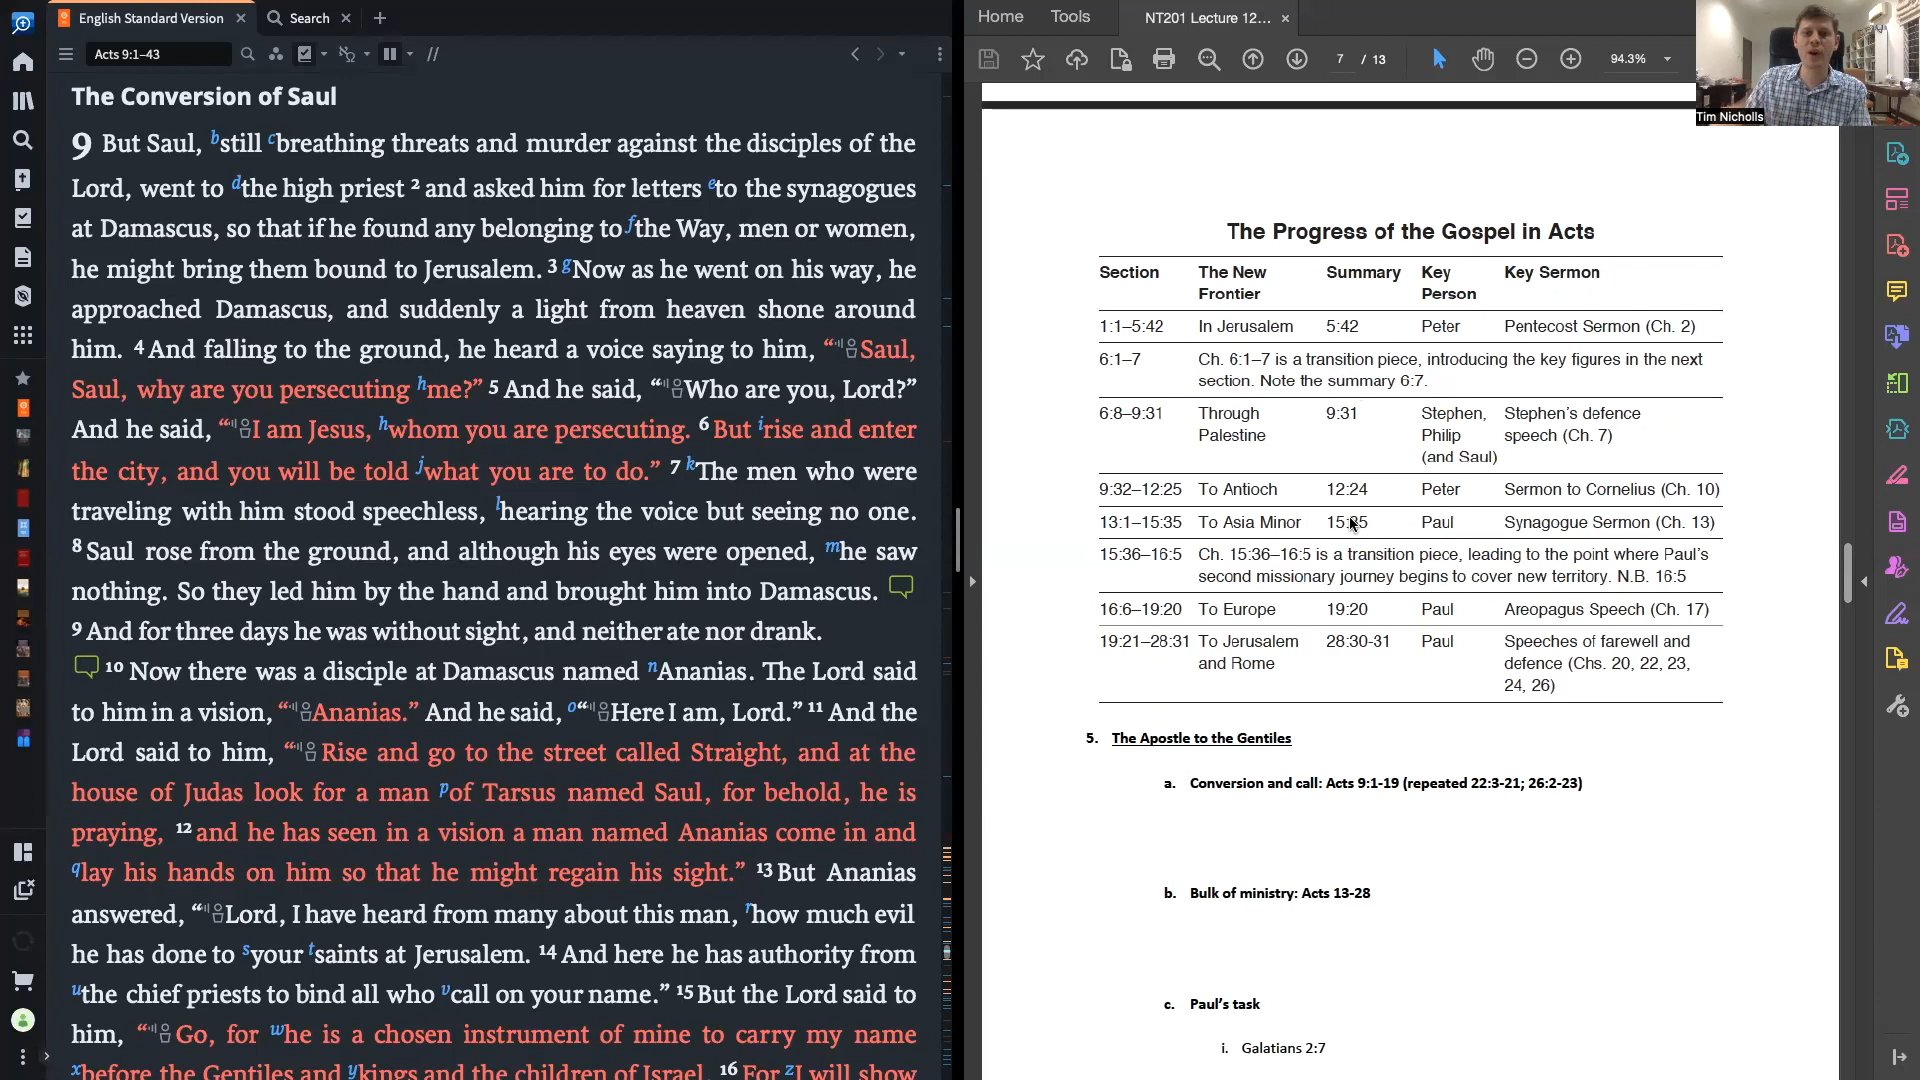 English Standard Version
Search
Acts 9:1–43
The Conversion of Saul
9 But Saul, b still c breathing threats and murder against the disciples of the
Lord, went to d the high priest 2 and asked him for letters e to the synagogues
at Damascus, so that if he found any belonging to f the Way, men or women,
he might bring them bound to Jerusalem. 3 g Now as he went on his way, he
approached Damascus, and suddenly a light from heaven shone around
him. 4 And falling to the ground, he heard a voice saying to him, “Saul,
Saul, why are you persecuting h me?” 5 And he said, “Who are you, Lord?”
And he said, “I am Jesus, h whom you are persecuting. 6 But i rise and enter
the city, and you will be told j what you are to do.” 7 k The men who were
traveling with him stood speechless, l hearing the voice but seeing no one.
8 Saul rose from the ground, and although his eyes were opened, m he saw
nothing. So they led him by the hand and brought him into Damascus.
9 And for three days he was without sight, and neither ate nor drank.
10 Now there was a disciple at Damascus named n Ananias. The Lord said
to him in a vision, “Ananias.” And he said, o “Here I am, Lord.” 11 And the
Lord said to him, “Rise and go to the street called Straight, and at the
house of Judas look for a man p of Tarsus named Saul, for behold, he is
praying, 12 and he has seen in a vision a man named Ananias come in and
q lay his hands on him so that he might regain his sight.” 13 But Ananias
answered, “Lord, I have heard from many about this man, r how much evil
he has done to s your t saints at Jerusalem. 14 And here he has authority from
u the chief priests to bind all who v call on your name.” 15 But the Lord said to
him, “Go, for w he is a chosen instrument of mine to carry my name
x before the Gentiles and y kings and the children of Israel. 16 For z I will show
Home
Tools
NT201 Lecture 12...
7 / 13
94.3%
Tim Nicholls
The Progress of the Gospel in Acts
Section The New Frontier Summary Key Person Key Sermon
1:1–5:42 In Jerusalem 5:42 Peter Pentecost Sermon (Ch. 2)
6:1–7 Ch. 6:1–7 is a transition piece, introducing the key figures in the next
section. Note the summary 6:7.
6:8–9:31 Through Palestine 9:31 Stephen, Philip (and Saul) Stephen’s defence speech (Ch. 7)
9:32–12:25 To Antioch 12:24 Peter Sermon to Cornelius (Ch. 10)
13:1–15:35 To Asia Minor 15:35 Paul Synagogue Sermon (Ch. 13)
15:36–16:5 Ch. 15:36–16:5 is a transition piece, leading to the point where Paul’s
second missionary journey begins to cover new territory. N.B. 16:5
16:6–19:20 To Europe 19:20 Paul Areopagus Speech (Ch. 17)
19:21–28:31 To Jerusalem and Rome 28:30-31 Paul Speeches of farewell and defence (Chs. 20, 22, 23, 24, 26)
5. The Apostle to the Gentiles
a. Conversion and call: Acts 9:1-19 (repeated 22:3-21; 26:2-23)
b. Bulk of ministry: Acts 13-28
c. Paul’s task
i. Galatians 2:7